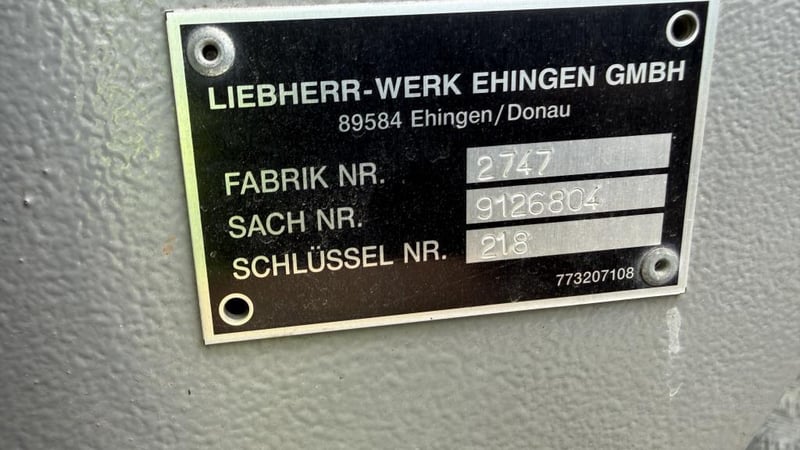 LIEBHERR-WERK EHINGEN GMBH
89584 Ehingen/Donau
FABRIK NR. 2747
SACH NR. 9126804
SCHLÜSSEL NR. 218
773207108